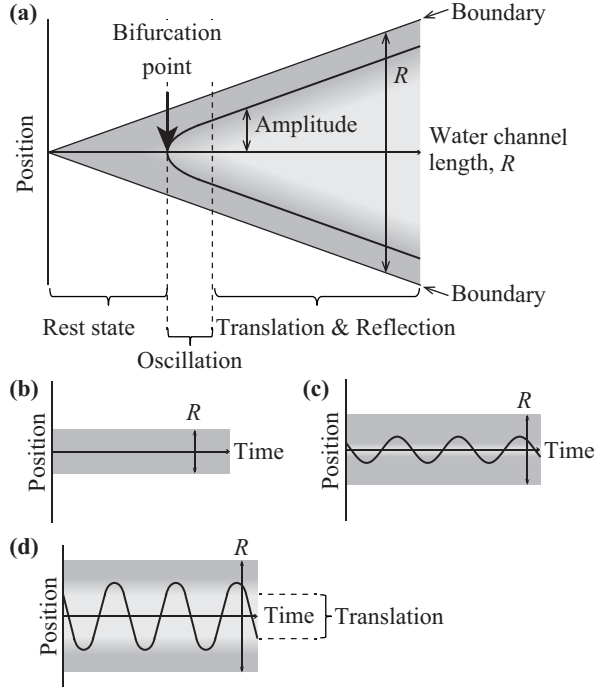 (a)
Boundary
Bifurcation
point
R
Amplitude
Position
Water channel
length, R
Boundary
Rest state
Translation & Reflection
Oscillation
(b)
R
Position
Time
(c)
R
Position
Time
(d)
R
Position
Time
Translation